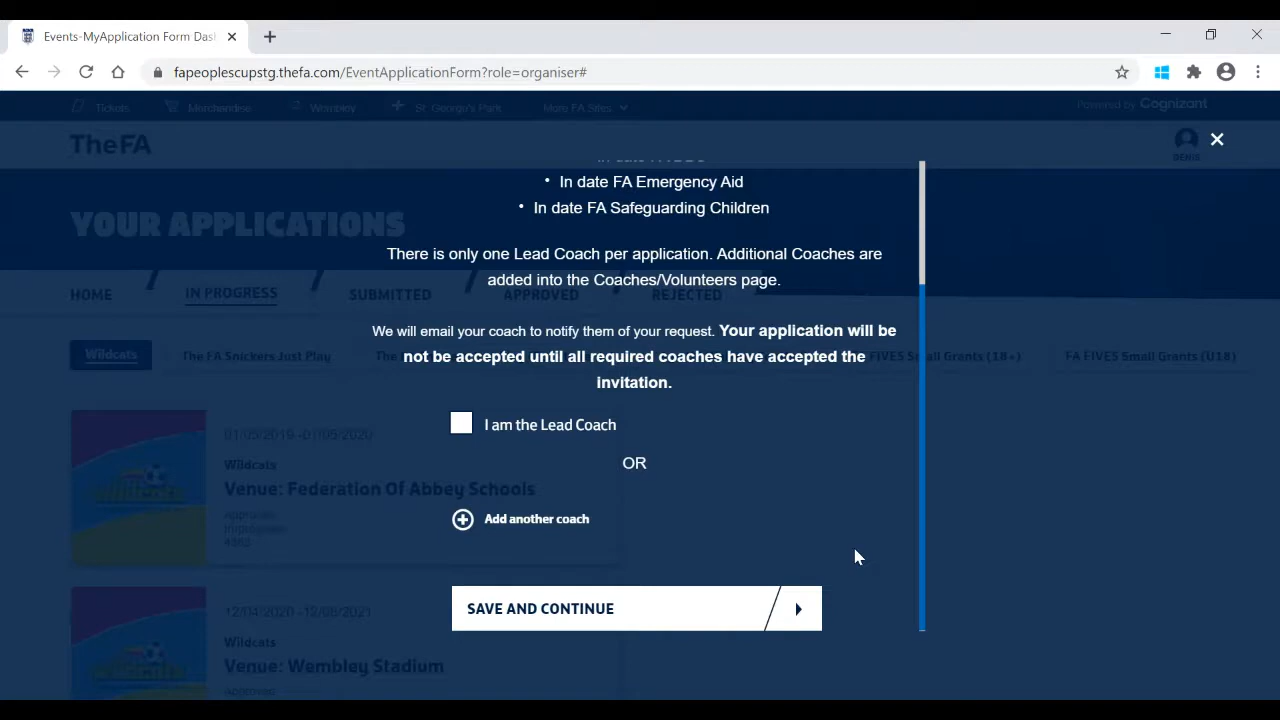 Events-MyApplication Form Das
fapeoplescupstg.thefa.com/EventApplicationForm?role=organiser#
Tickets Merchandise Wembley St. George's Park More FA Sites Powered by Cognizant
TheFA
DENIS
YOUR APPLICATIONS
• In date FA Emergency Aid
• In date FA Safeguarding Children
There is only one Lead Coach per application. Additional Coaches are
added into the Coaches/Volunteers page.
HOME IN PROGRESS SUBMITTED APPROVED REJECTED
We will email your coach to notify them of your request. Your application will be
not be accepted until all required coaches have accepted the
invitation.
Wildcats The FA Snickers Just Play The FIVES Small Grants (18+) FA FIVES Small Grants (U18)
I am the Lead Coach
OR
Add another coach
SAVE AND CONTINUE
01/05/2019 -01/05/2020
Wildcats
Venue: Federation Of Abbey Schools
Approved
12/04/2020 -12/06/2021
Wildcats
Venue: Wembley Stadium
Approved